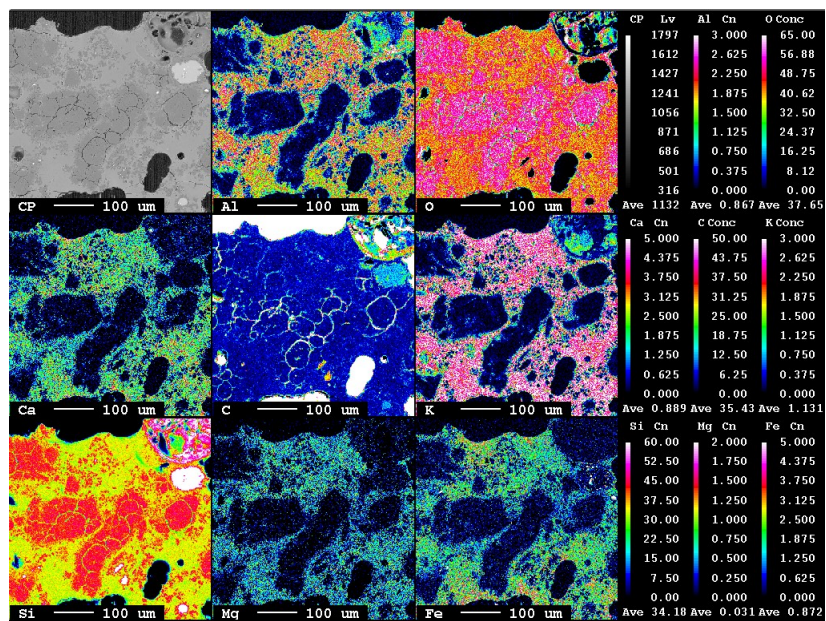 CP Lv Al Cn O Conc
1797 3.000 65.00
1612 2.625 56.88
1427 2.250 48.75
1241 1.875 40.62
1056 1.500 32.50
871 1.125 24.37
686 0.750 16.25
501 0.375 8.12
316 0.000 0.00
Ave 1132 Ave 0.867 Ave 37.65
CP 100 um Al 100 um O 100 um
Ca Cn C Conc K Conc
5.000 50.00 3.000
4.375 43.75 2.625
3.750 37.50 2.250
3.125 31.25 1.875
2.500 25.00 1.500
1.875 18.75 1.125
1.250 12.50 0.750
0.625 6.25 0.375
0.000 0.00 0.000
Ave 0.889 Ave 35.43 Ave 1.131
Ca 100 um C 100 um K 100 um
Si Cn Mg Cn Fe Cn
60.00 2.000 5.000
52.50 1.750 4.375
45.00 1.500 3.750
37.50 1.250 3.125
30.00 1.000 2.500
22.50 0.750 1.875
15.00 0.500 1.250
7.50 0.250 0.625
0.00 0.000 0.000
Ave 34.18 Ave 0.031 Ave 0.872
Si 100 um Mg 100 um Fe 100 um